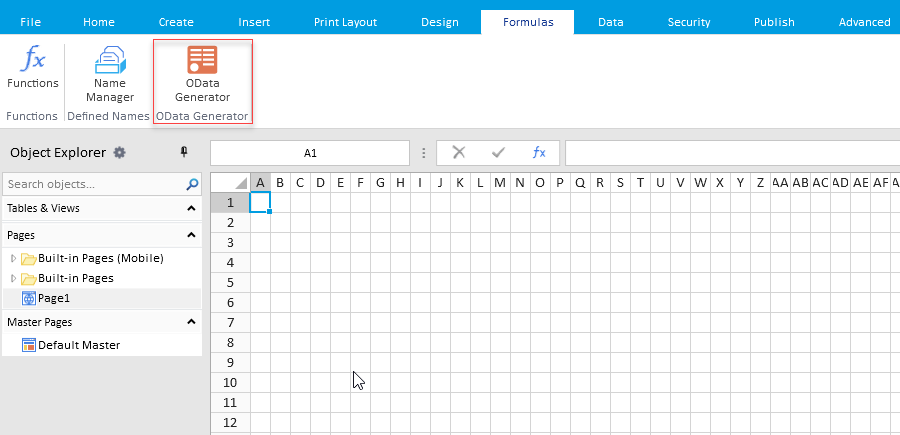 File Home Create Insert Print Layout Design Formulas Data Security Publish Advanced
fx
Functions Name Manager OData Generator
Functions Defined Names OData Generator
Object Explorer A1 fx
Search objects... A B C D E F G H I J K L M N O P Q R S T U V W X Y Z AA AB AC AD AE AF
Tables & Views 1
2
Pages 3
Built-in Pages (Mobile) 4
Built-in Pages 5
Page1 6
Master Pages 7
Default Master 8
9
10
11
12